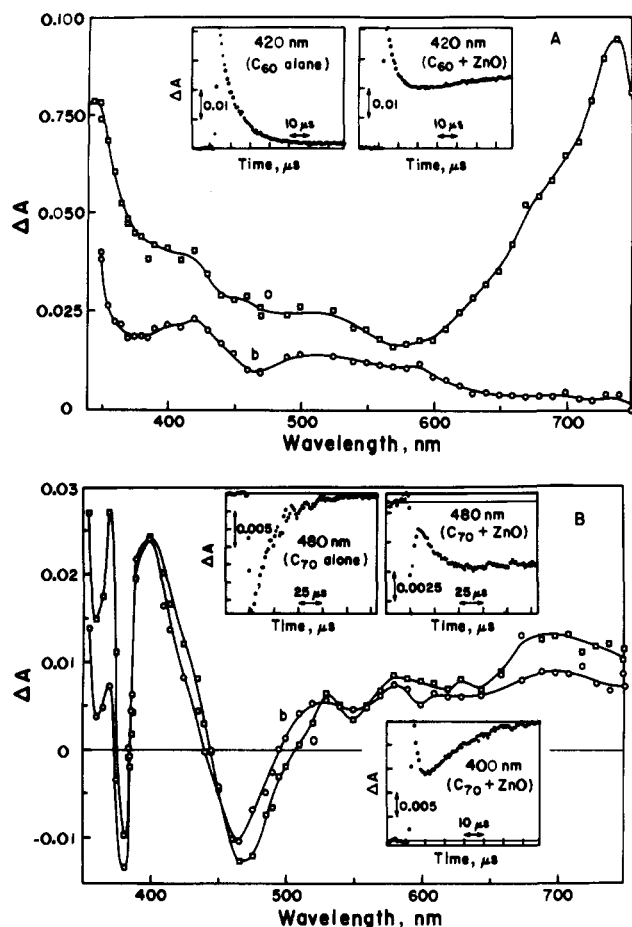 A
0.100
0.750
0.050
0.025
0
ΔA
400
500
600
700
Wavelength, nm
a
b
420 nm
(C60 alone)
ΔA
0.01
10 μs
Time, μs
420 nm
(C60 + ZnO)
0.01
10 μs
Time, μs
B
0.03
0.02
0.01
0
-0.01
ΔA
400
500
600
700
Wavelength, nm
b
a
0.005
480 nm
(C70 alone)
ΔA
25 μs
Time, μs
480 nm
(C70 + ZnO)
0.0025
25 μs
Time, μs
400 nm
(C70 + ZnO)
ΔA
0.005
10 μs
Time, μs